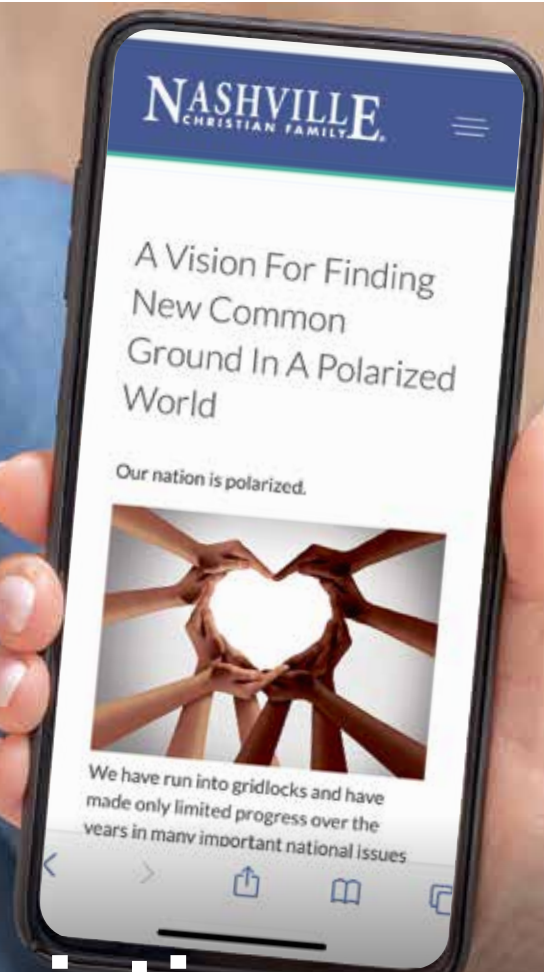 NASHVILLE
CHRISTIAN FAMILY
A Vision For Finding
New Common
Ground In A Polarized
World
Our nation is polarized.
We have run into gridlocks and have
made only limited progress over the
years in many important national issues